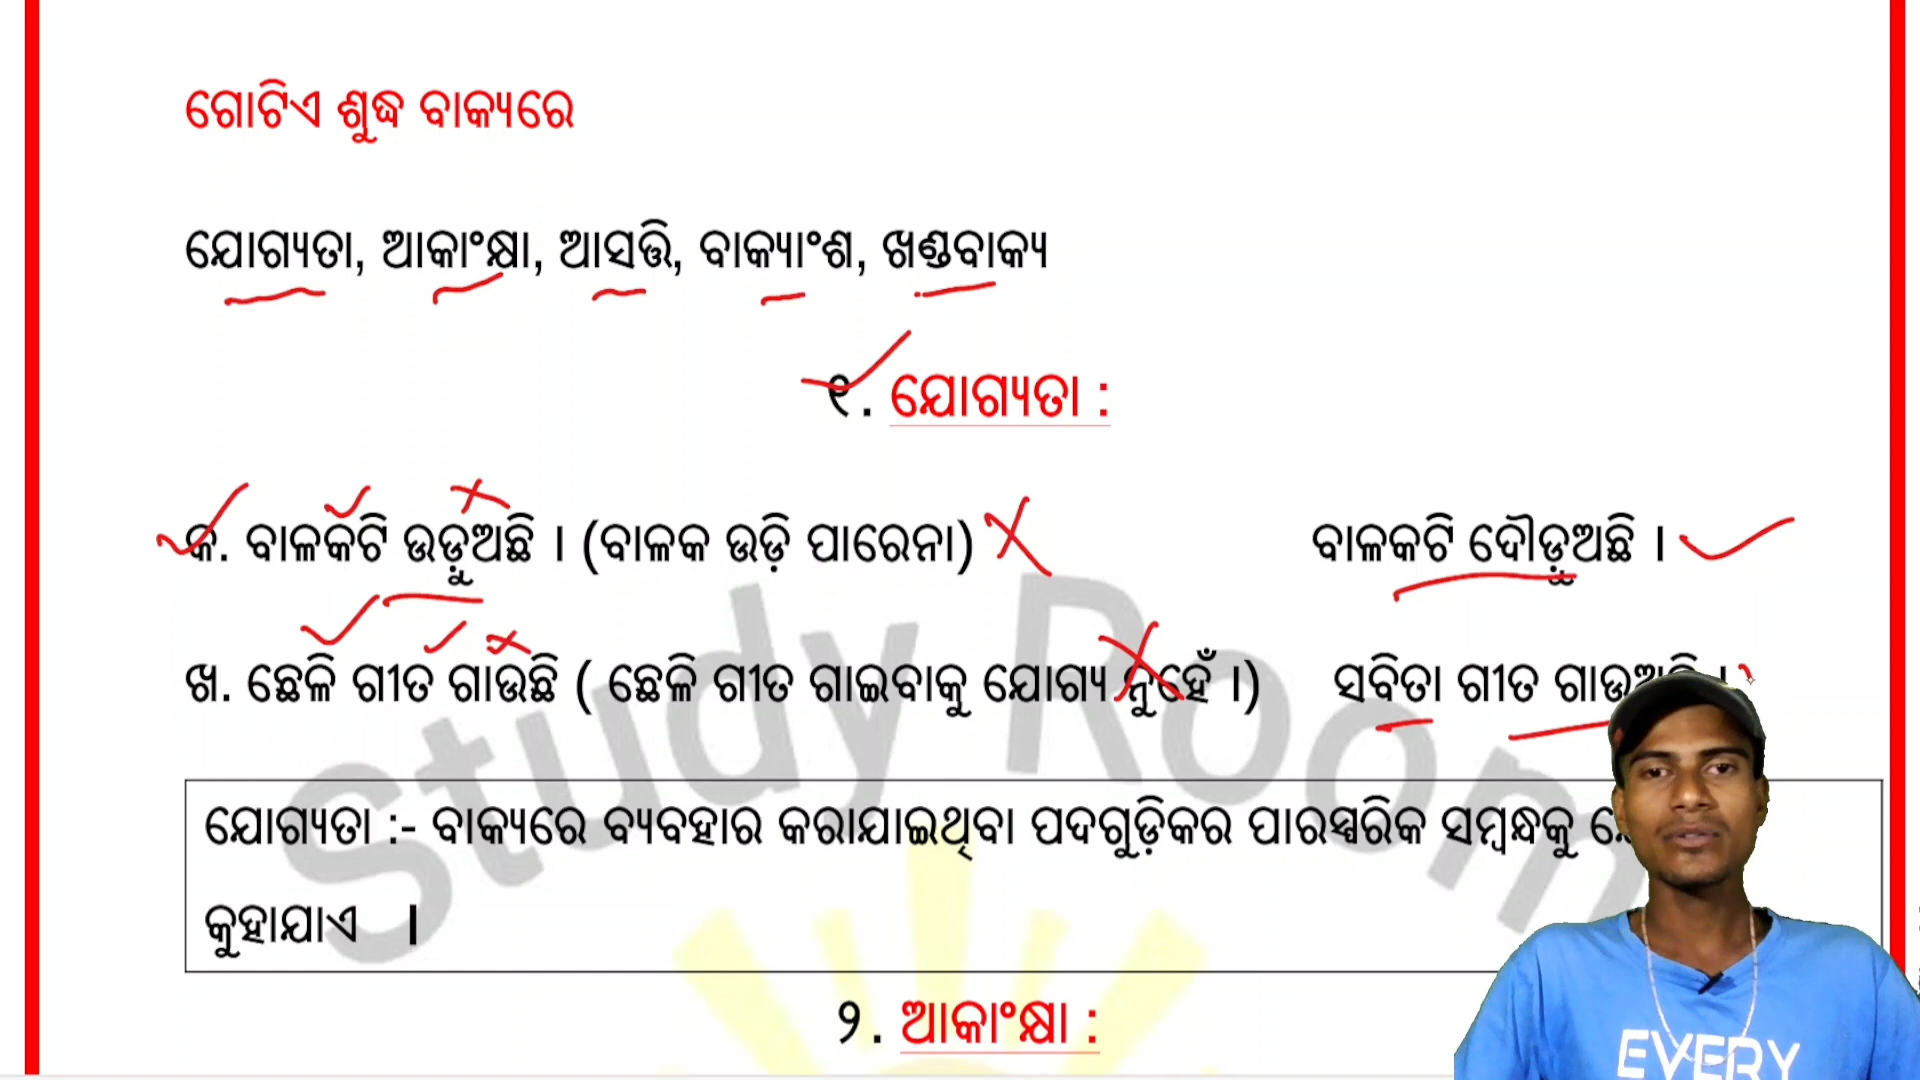 ଗୋଟିଏ ଶୁଦ୍ଧ ବାକ୍ୟରେ
ଯୋଗ୍ୟତା, ଆକାଂକ୍ଷା, ଆସତ୍ତି, ବାକ୍ୟାଂଶ, ଖଣ୍ଡବାକ୍ୟ
୧. ଯୋଗ୍ୟତା :
କ. ବାଳକଟି ଉଡ଼ୁଅଛି । (ବାଳକ ଉଡ଼ି ପାରେନା) ବାଳକଟି ଦୌଡ଼ୁଅଛି ।
ଖ. ଛେଳି ଗୀତ ଗାଉଛି ( ଛେଳି ଗୀତ ଗାଇବାକୁ ଯୋଗ୍ୟ ନୁହେଁ ।) ସବିତା ଗୀତ
ଯୋଗ୍ୟତା :- ବାକ୍ୟରେ ବ୍ୟବହାର କରାଯାଇଥିବା ପଦଗୁଡ଼ିକର ପାରସ୍ପରିକ ସମ୍ବନ୍ଧକୁ
କୁହାଯାଏ ।
୨. ଆକାଂକ୍ଷା :
Study Room
EVERY